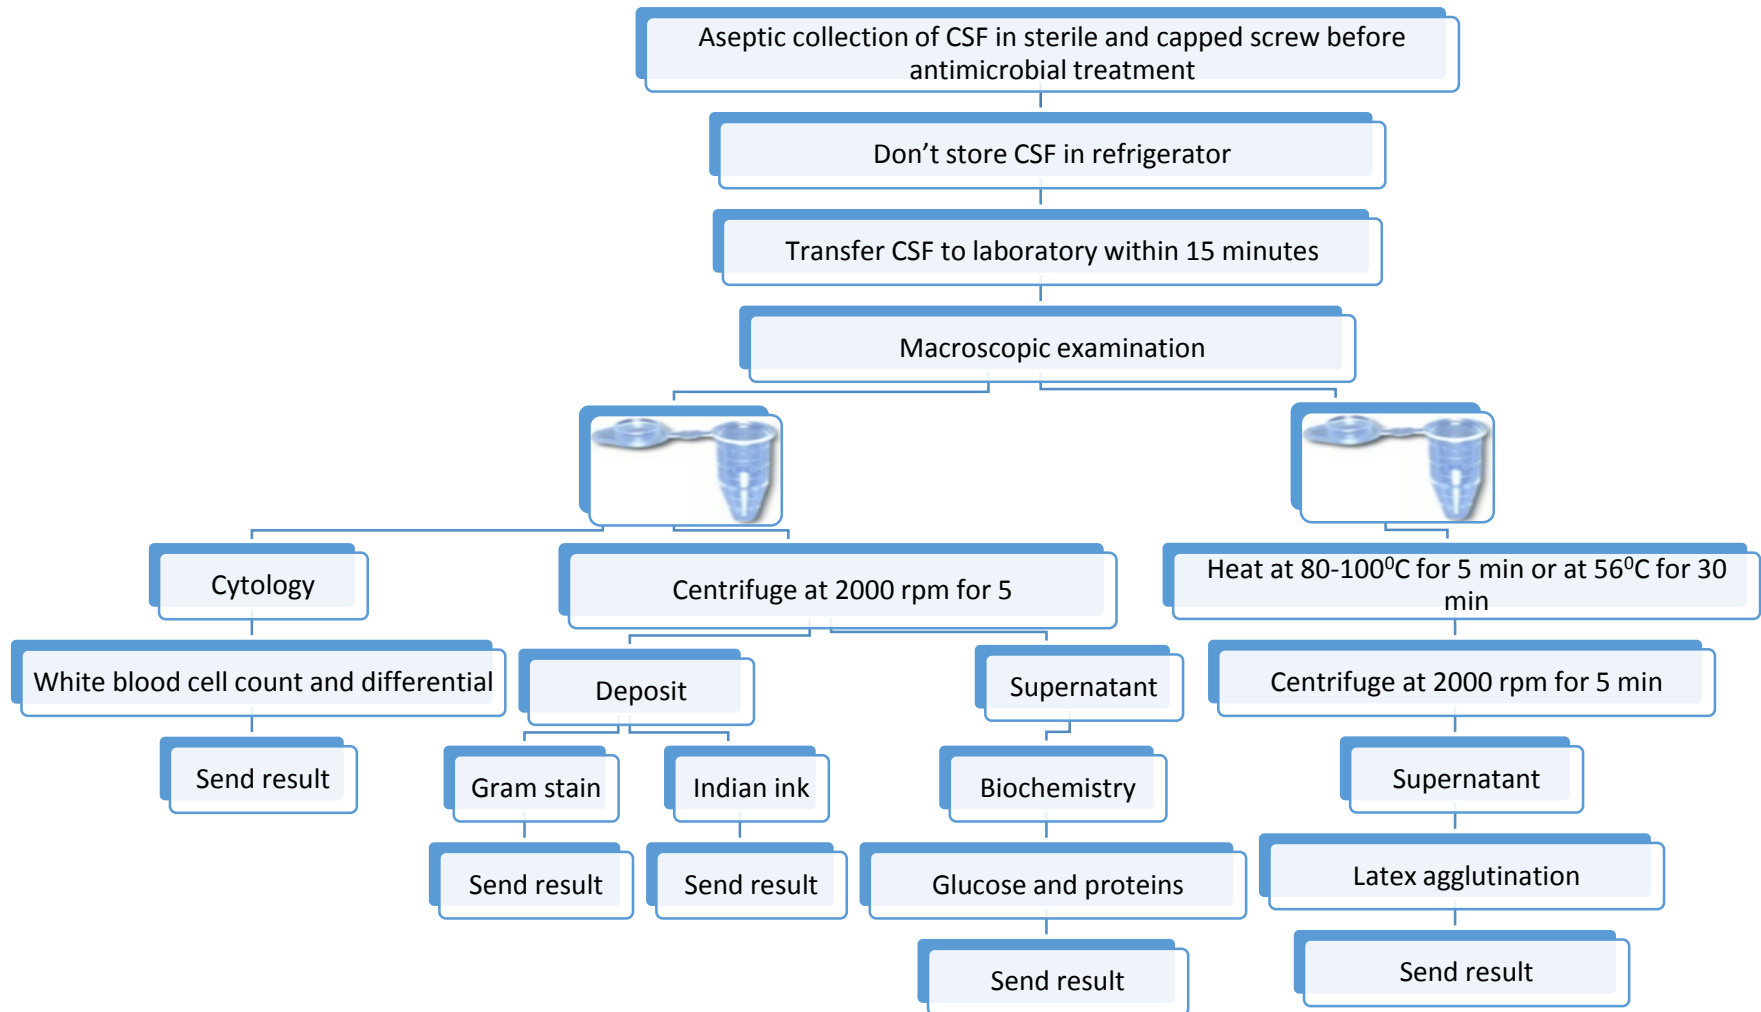 Aseptic collection of CSF in sterile and capped screw before
antimicrobial treatment
Don’t store CSF in refrigerator
Transfer CSF to laboratory within 15 minutes
Macroscopic examination
Cytology
Centrifuge at 2000 rpm for 5
Heat at 80-100⁰C for 5 min or at 56⁰C for 30
min
White blood cell count and differential
Deposit
Supernatant
Centrifuge at 2000 rpm for 5 min
Send result
Gram stain
Indian ink
Biochemistry
Supernatant
Send result
Send result
Glucose and proteins
Latex agglutination
Send result
Send result